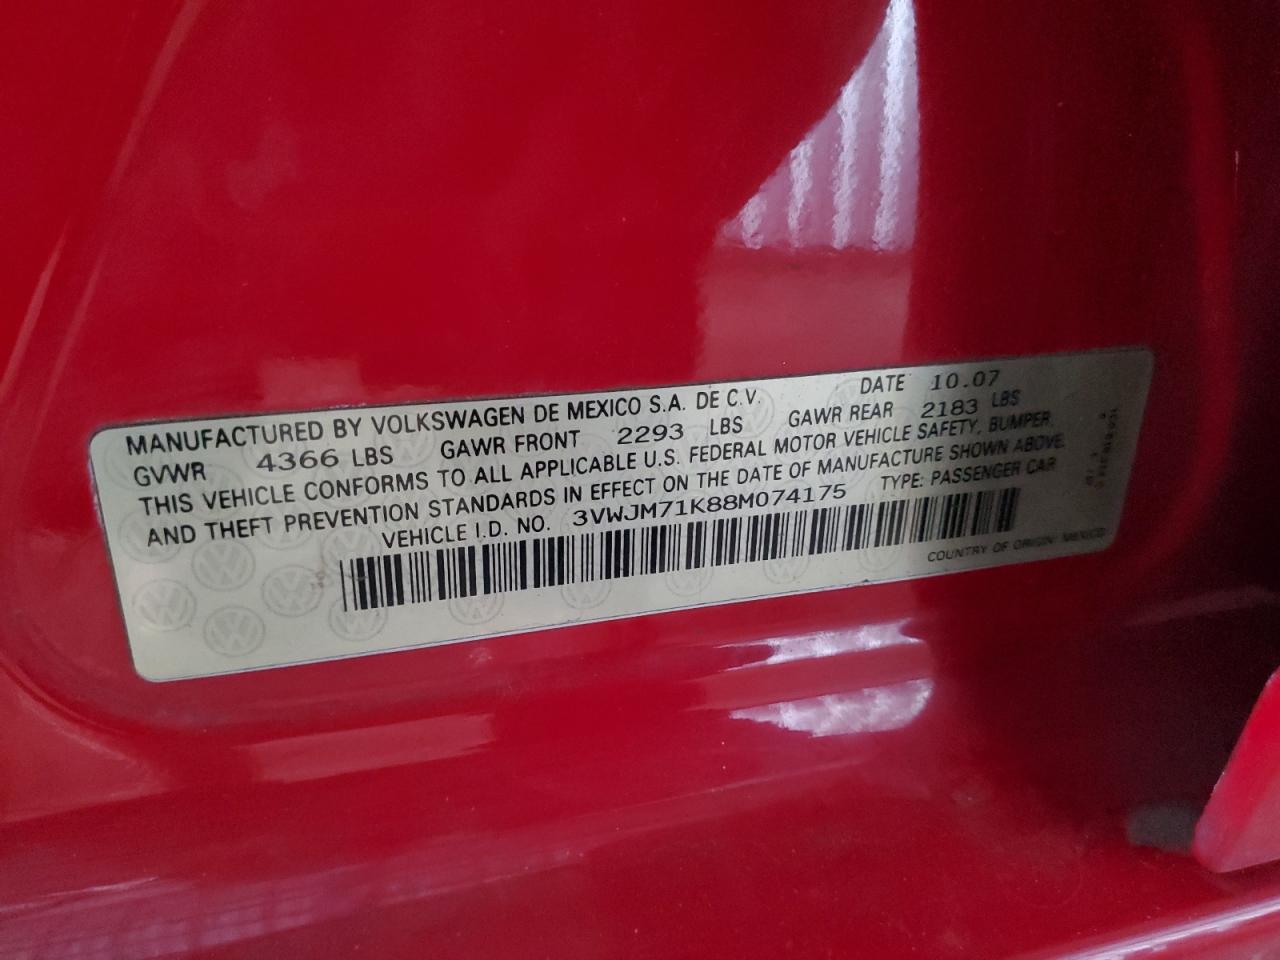 MANUFACTURED BY VOLKSWAGEN DE MEXICO S.A. DE C.V. DATE 10.07
GVWR 4366 LBS GAWR FRONT 2293 LBS GAWR REAR 2183 LBS
THIS VEHICLE CONFORMS TO ALL APPLICABLE U.S. FEDERAL MOTOR VEHICLE SAFETY, BUMPER,
AND THEFT PREVENTION STANDARDS IN EFFECT ON THE DATE OF MANUFACTURE SHOWN ABOVE.
VEHICLE I.D. NO. 3VWJM71K88M074175 TYPE: PASSENGER CAR
COUNTRY OF ORIGIN: MEXICO